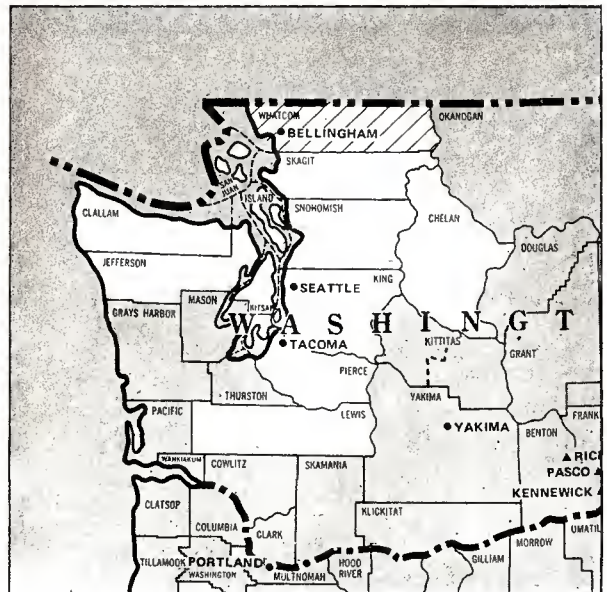 WHATCOM
OKANOGAN
BELLINGHAM
SKAGIT
SAN JUAN
ISLAND
CLALLAM
SNOHOMISH
CHELAN
DOUGLAS
JEFFERSON
KING
SEATTLE
MASON
KITSAP
GRAYS HARBOR
WASHINGT
KITTITAS
GRANT
TACOMA
PIERCE
THURSTON
YAKIMA
LEWIS
PACIFIC
YAKIMA
BENTON
FRANK
RICI
PASCO
KENNEWICK
WAHKIAKUM
COWLITZ
SKAMANIA
CLATSOP
KLICKITAT
COLUMBIA
CLARK
MORROW
UMATIL
GILLIAM
TILLAMOOK
PORTLAND
WASHINGTON
MULTNOMAH
HOOD
RIVER